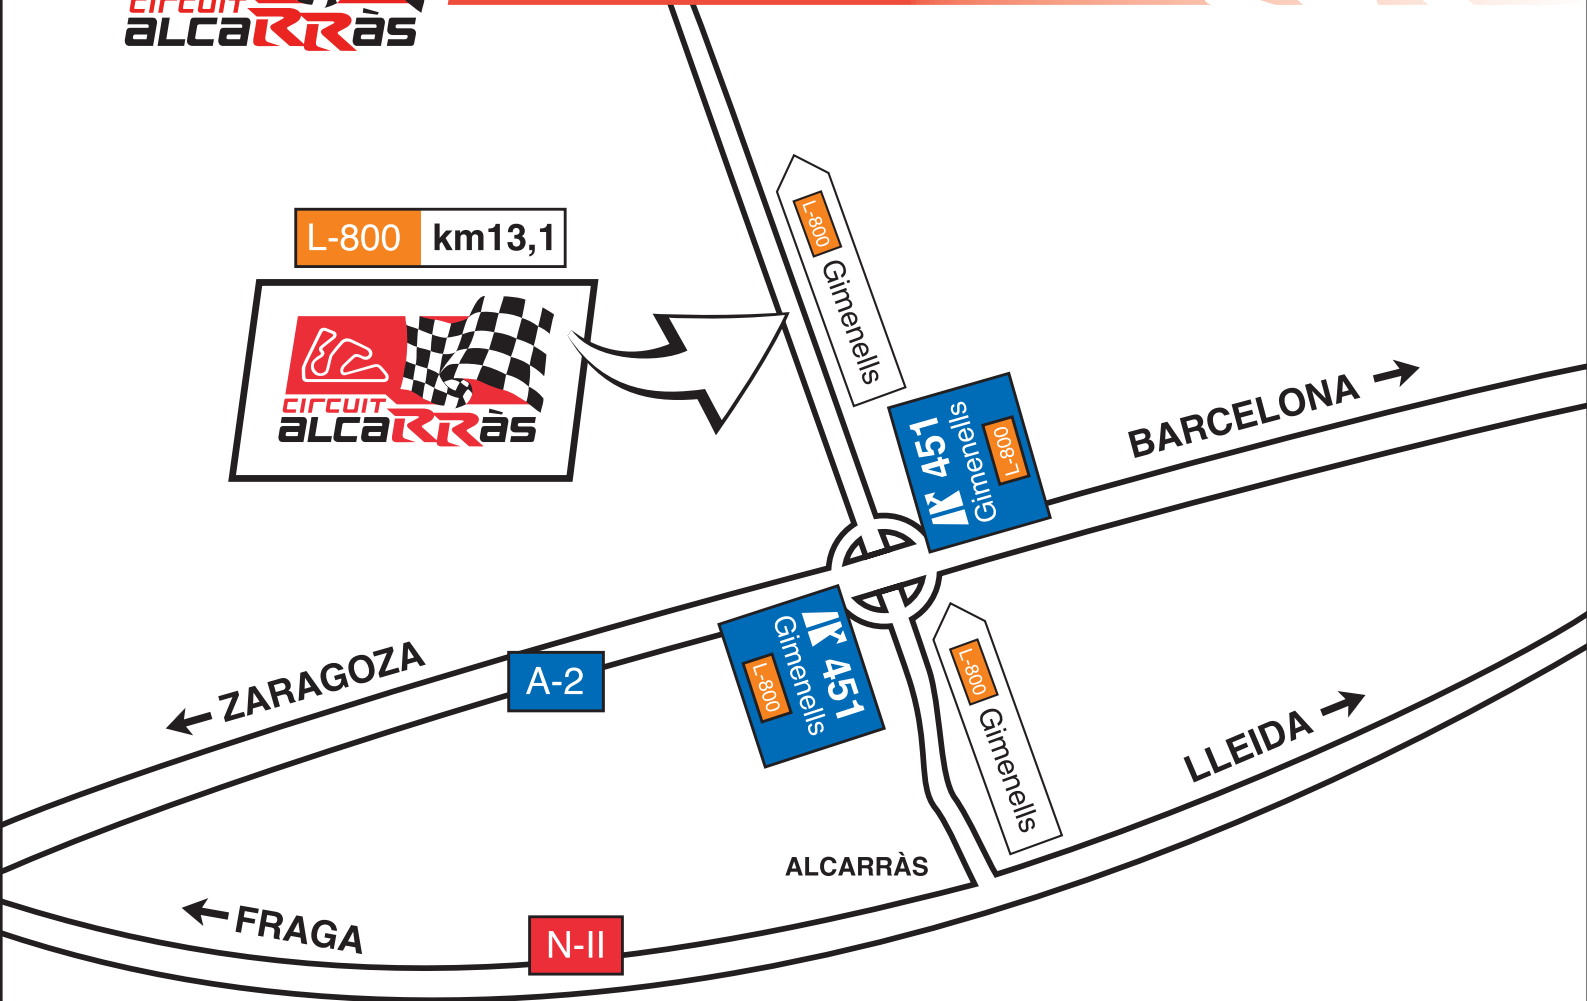 CIRCUIT
ALCARRÀS
L-800 km13,1
CIRCUIT
ALCARRÀS
L-800 Gimenells
451
Gimenells
L-800
BARCELONA
ZARAGOZA
A-2
451
Gimenells
L-800
L-800 Gimenells
LLEIDA
ALCARRÀS
FRAGA
N-II